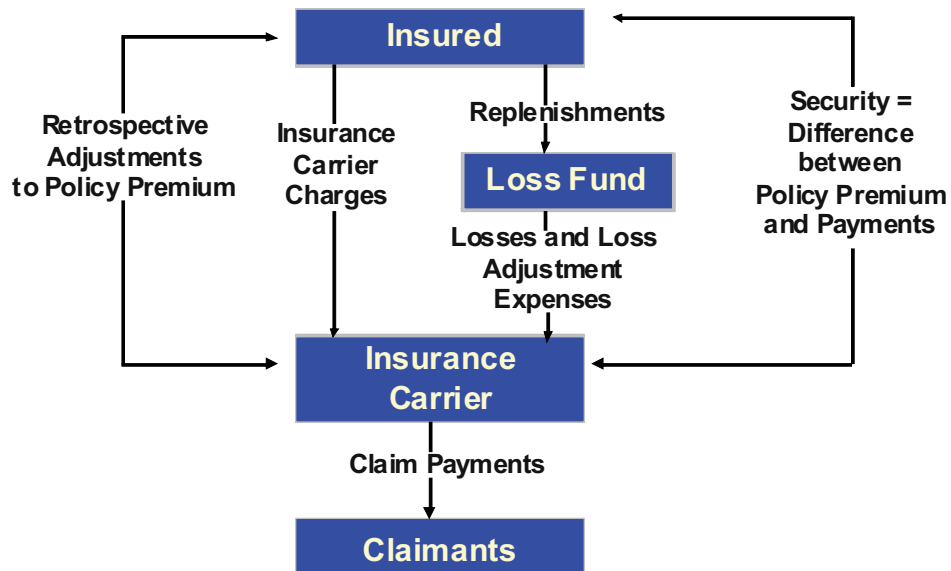 Insured
Retrospective
Adjustments
to Policy Premium
Insurance
Carrier
Charges
Replenishments
Security =
Difference
between
Policy Premium
and Payments
Loss Fund
Losses and Loss
Adjustment
Expenses
Insurance
Carrier
Claim Payments
Claimants